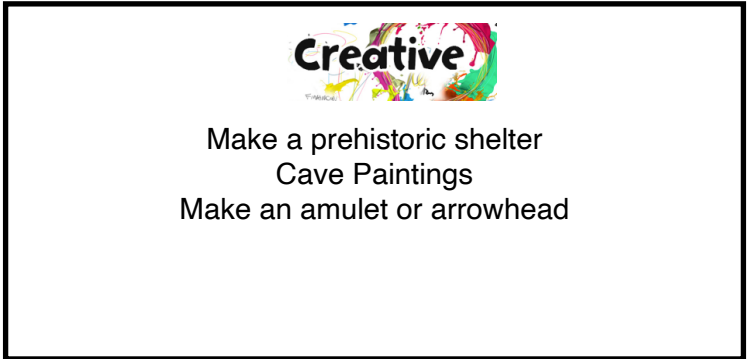 Creative
Make a prehistoric shelter
Cave Paintings
Make an amulet or arrowhead